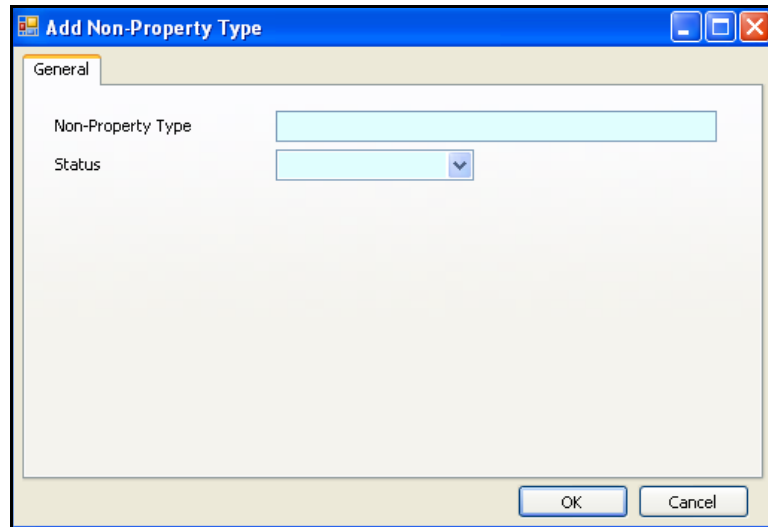 Add Non-Property Type
General
Non-Property Type
Status
OK
Cancel